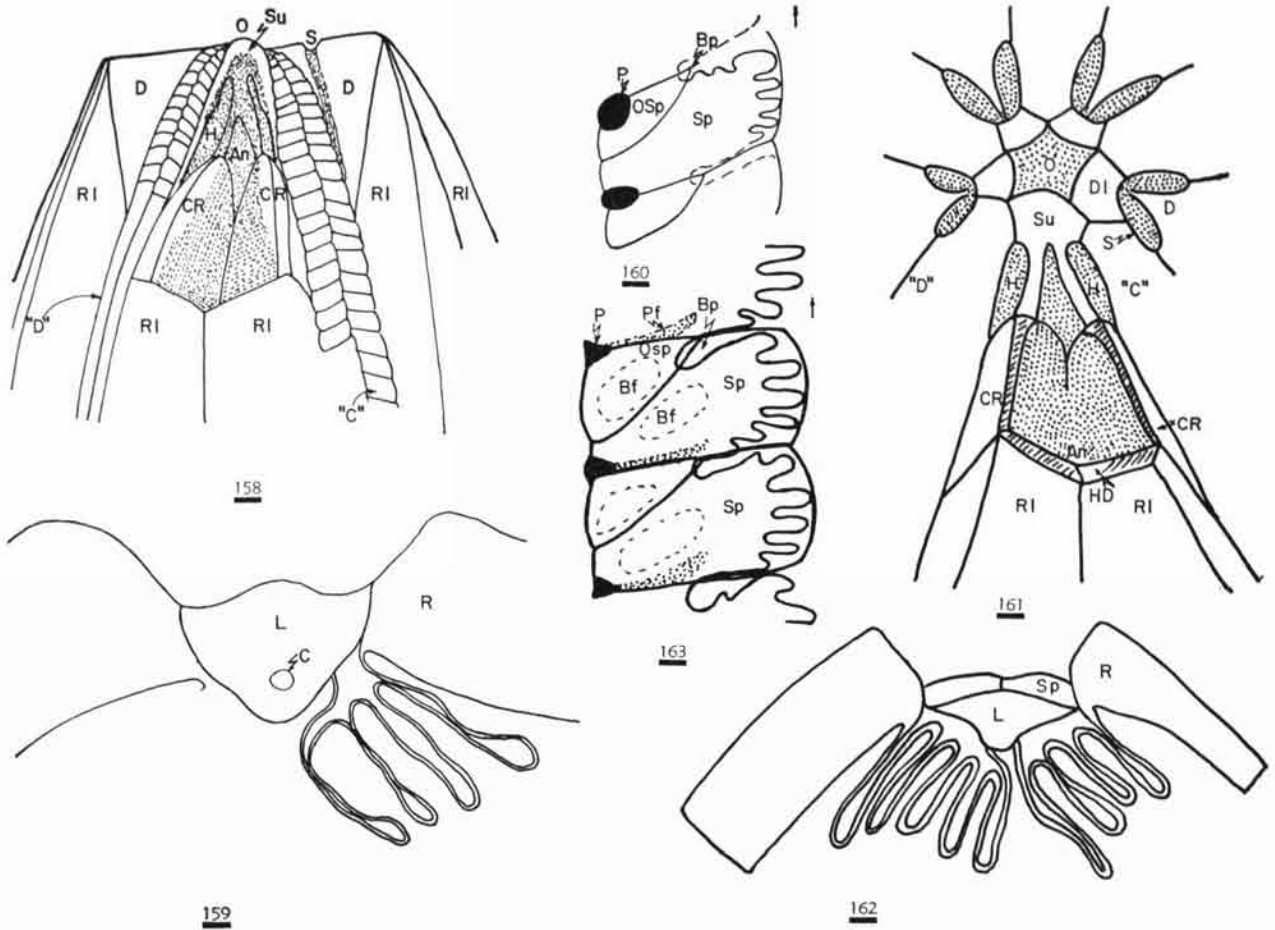 O
Su
S
D
D
H
An
RI
CR
CR
RI
RI
"D"
RI
RI
"C"
158
P
Bp
OSp
Sp
160
P
Pf
Bp
Osp
Sp
Bf
Bf
Sp
163
O
DI
D
Su
S
"D"
H
H
"C"
CR
CR
An
HD
RI
RI
161
L
R
C
159
Sp
R
L
162